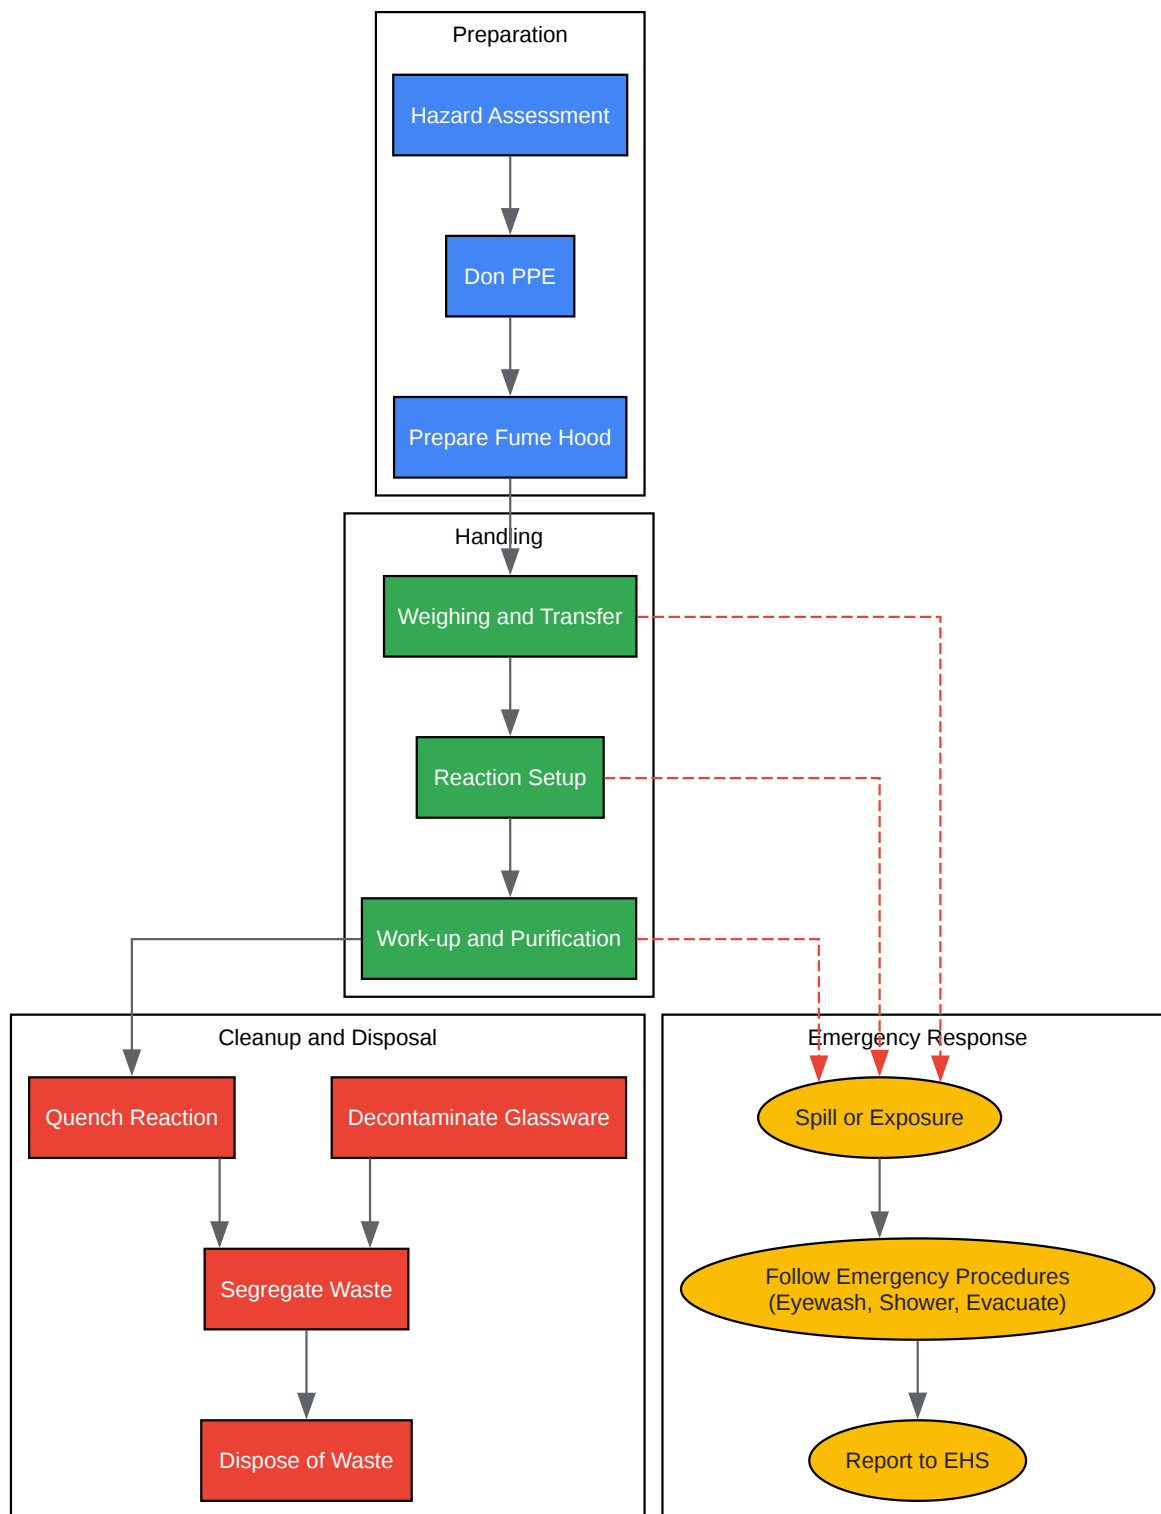 Preparation
Hazard Assessment
Don PPE
Prepare Fume Hood
Handling
Weighing and Transfer
Reaction Setup
Work-up and Purification
Cleanup and Disposal
Quench Reaction
Decontaminate Glassware
Segregate Waste
Dispose of Waste
Emergency Response
Spill or Exposure
Follow Emergency Procedures
(Eyewash, Shower, Evacuate)
Report to EHS